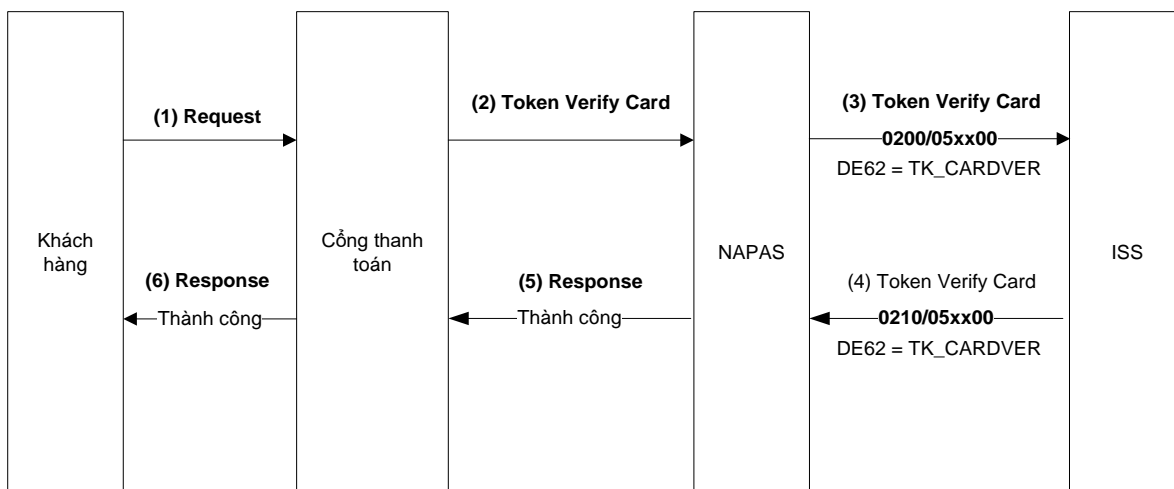 (1) Request
(2) Token Verify Card
(3) Token Verify Card
0200/05xx00
DE62 = TK_CARDVER
Khách
hàng
Cổng thanh
toán
NAPAS
ISS
(6) Response
Thành công
(5) Response
Thành công
(4) Token Verify Card
0210/05xx00
DE62 = TK_CARDVER